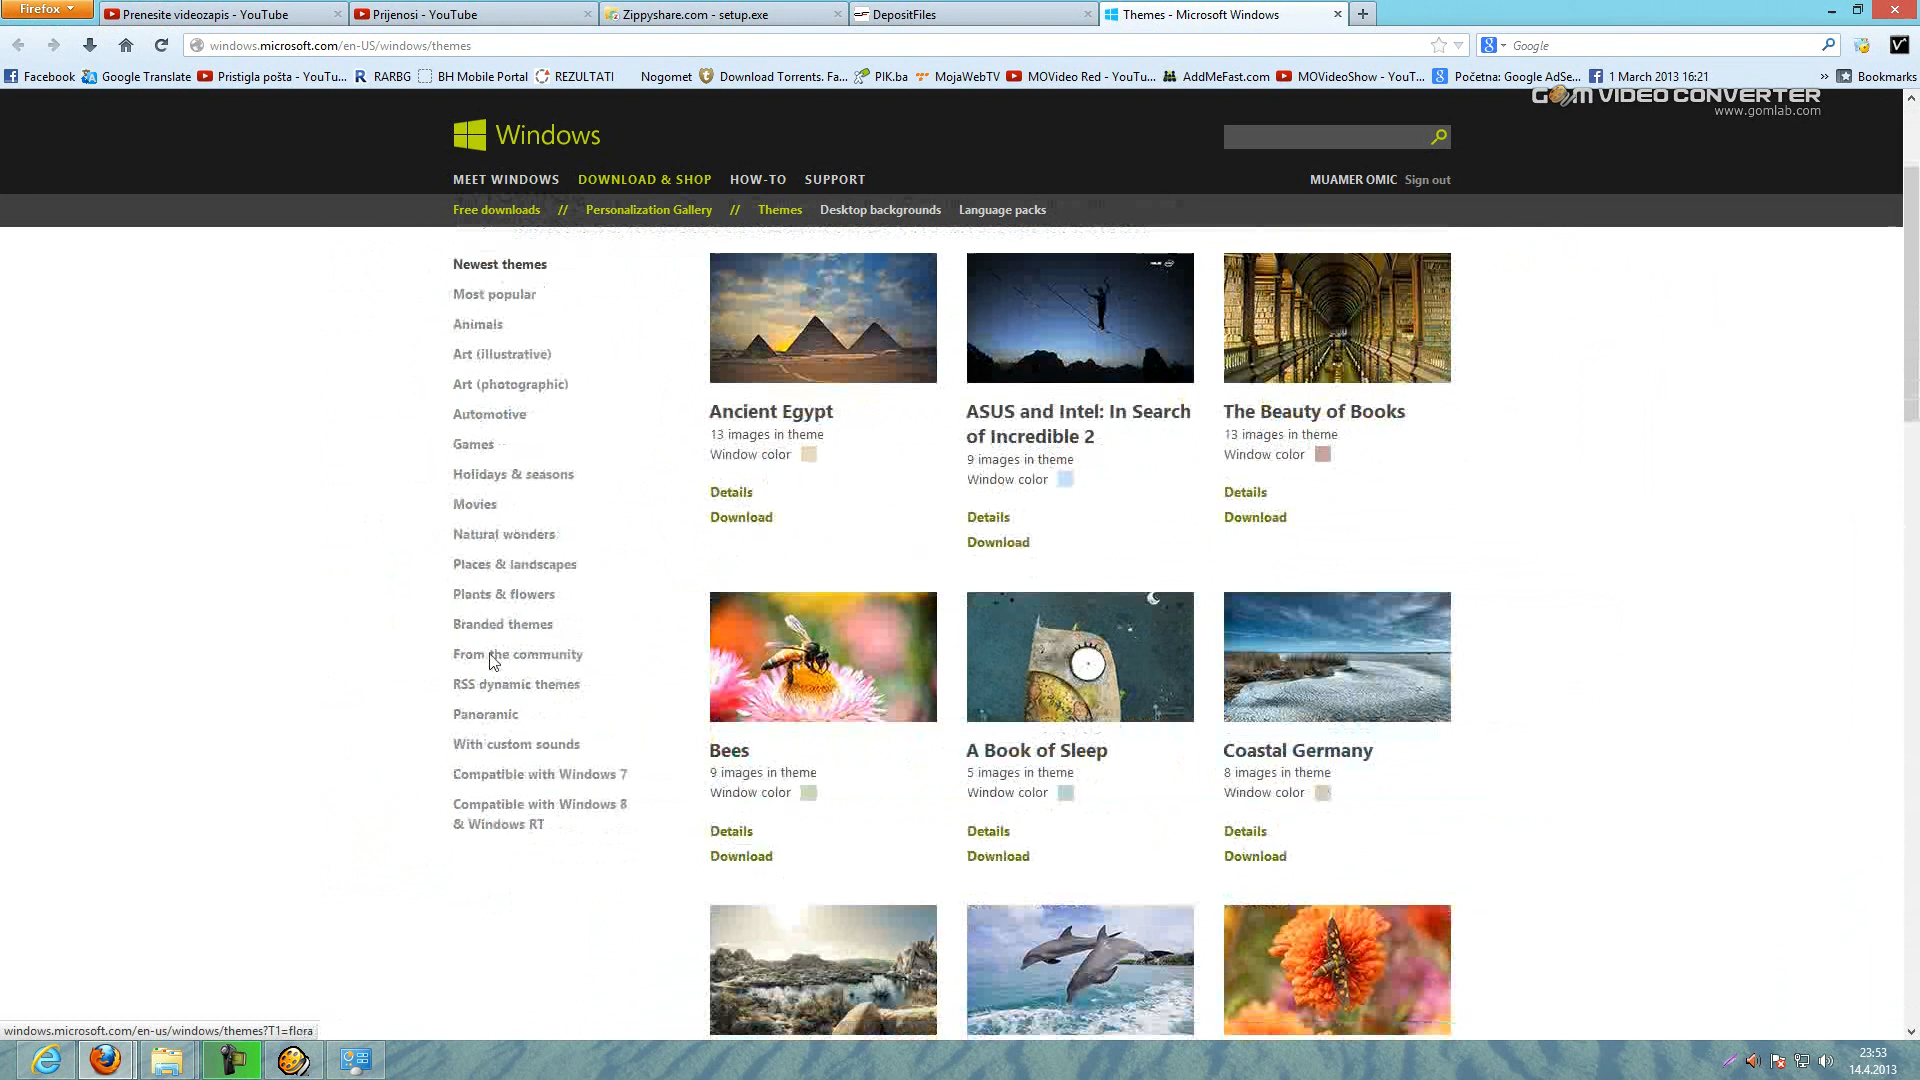 Firefox
Prenesite videozapis - YouTube
Prijenosi - YouTube
Zippyshare.com - setup.exe
DepositFiles
Themes - Microsoft Windows
windows.microsoft.com/en-US/windows/themes
Google
Facebook
Google Translate
Pristigla pošta - YouTu...
RARBG
BH Mobile Portal
REZULTATI
Nogomet
Download Torrents. Fa...
PIK.ba
MojaWebTV
MOVideo Red - YouTu...
AddMeFast.com
MOVideoShow - YouT...
Početna: Google AdSe...
1 March 2013 16:21
Bookmarks
GOM VIDEO CONVERTER
www.gomlab.com
Windows
MEET WINDOWS
DOWNLOAD & SHOP
HOW-TO
SUPPORT
MUAMER OMIC
Sign out
Free downloads // Personalization Gallery // Themes
Desktop backgrounds
Language packs
Newest themes
Most popular
Animals
Art (illustrative)
Art (photographic)
Automotive
Games
Holidays & seasons
Movies
Natural wonders
Places & landscapes
Plants & flowers
Branded themes
From the community
RSS dynamic themes
Panoramic
With custom sounds
Compatible with Windows 7
Compatible with Windows 8
& Windows RT
Ancient Egypt
13 images in theme
Window color
Details
Download
ASUS and Intel: In Search
of Incredible 2
9 images in theme
Window color
Details
Download
The Beauty of Books
13 images in theme
Window color
Details
Download
Bees
9 images in theme
Window color
Details
Download
A Book of Sleep
5 images in theme
Window color
Details
Download
Coastal Germany
8 images in theme
Window color
Details
Download
windows.microsoft.com/en-us/windows/themes?T1=flora
23:53
14.4.2013